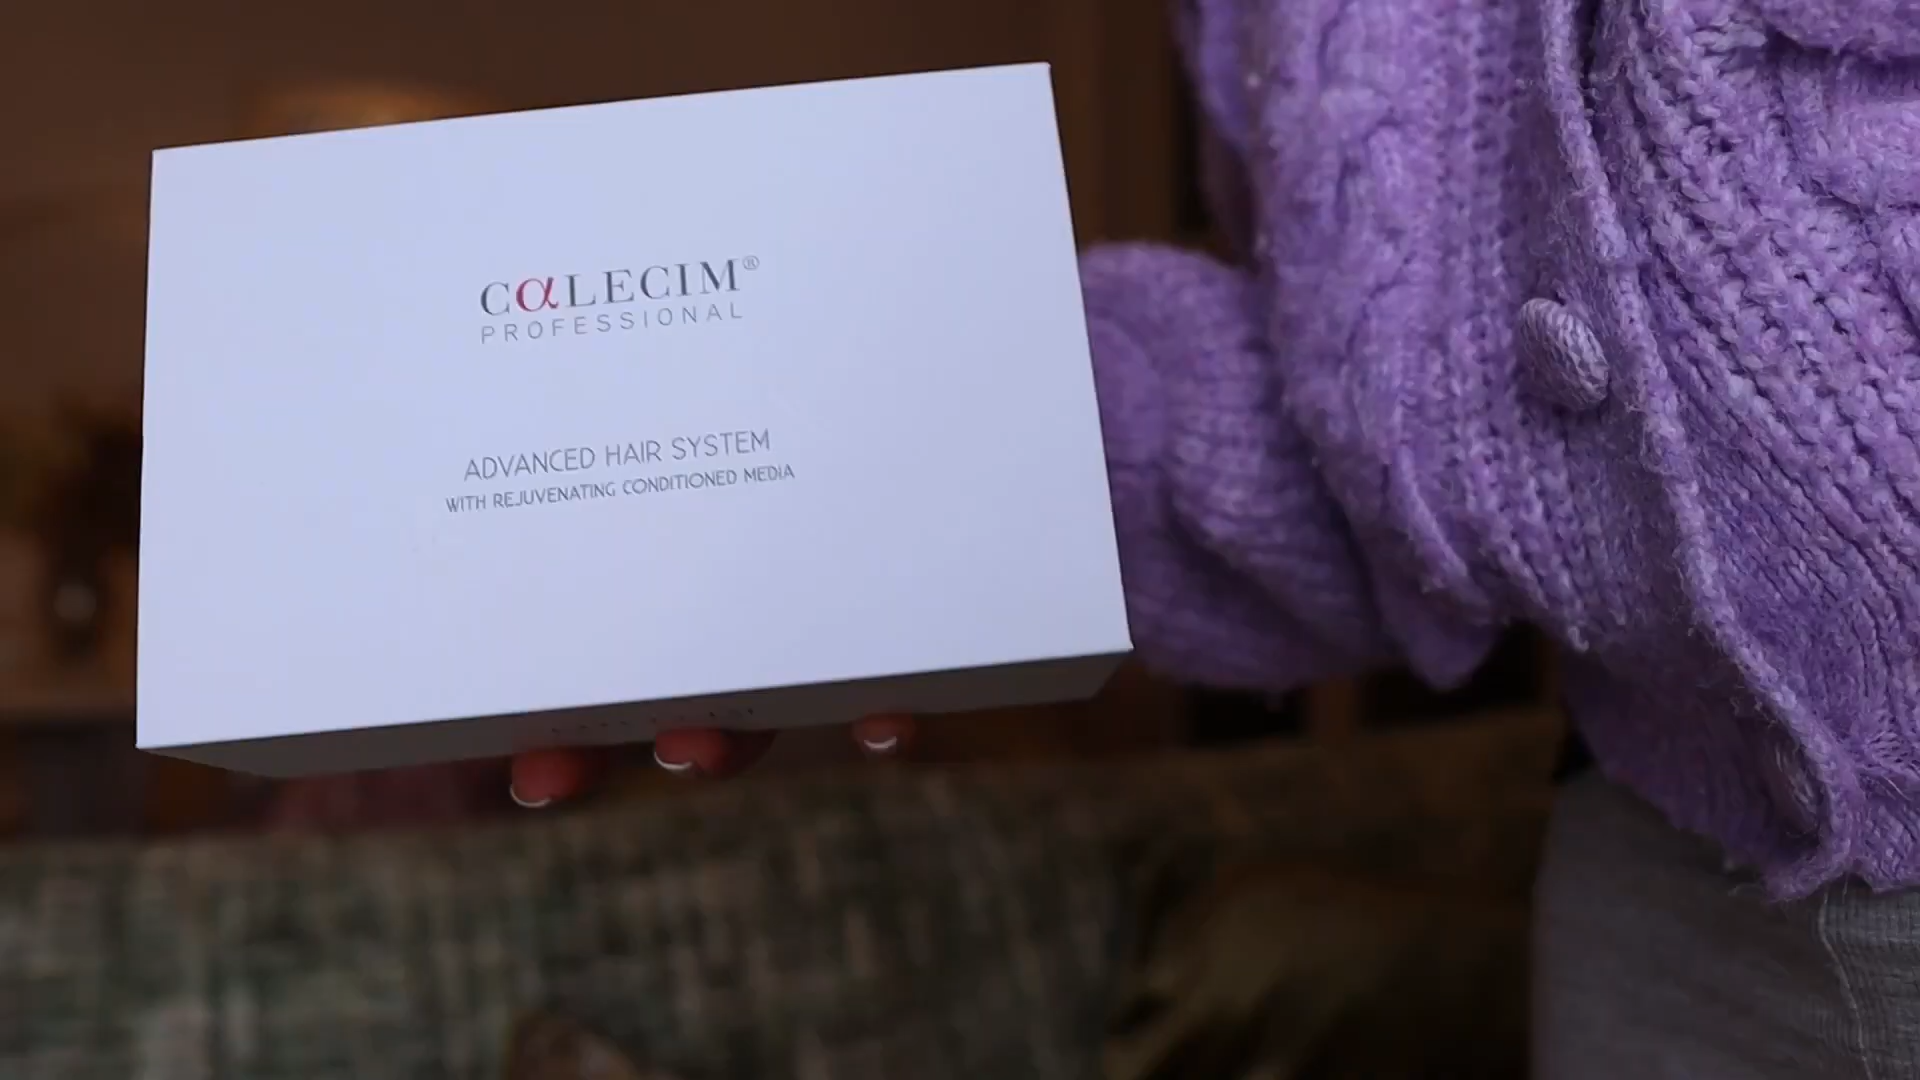 CαLECIM®
PROFESSIONAL
ADVANCED HAIR SYSTEM
WITH REJUVENATING CONDITIONED MEDIA